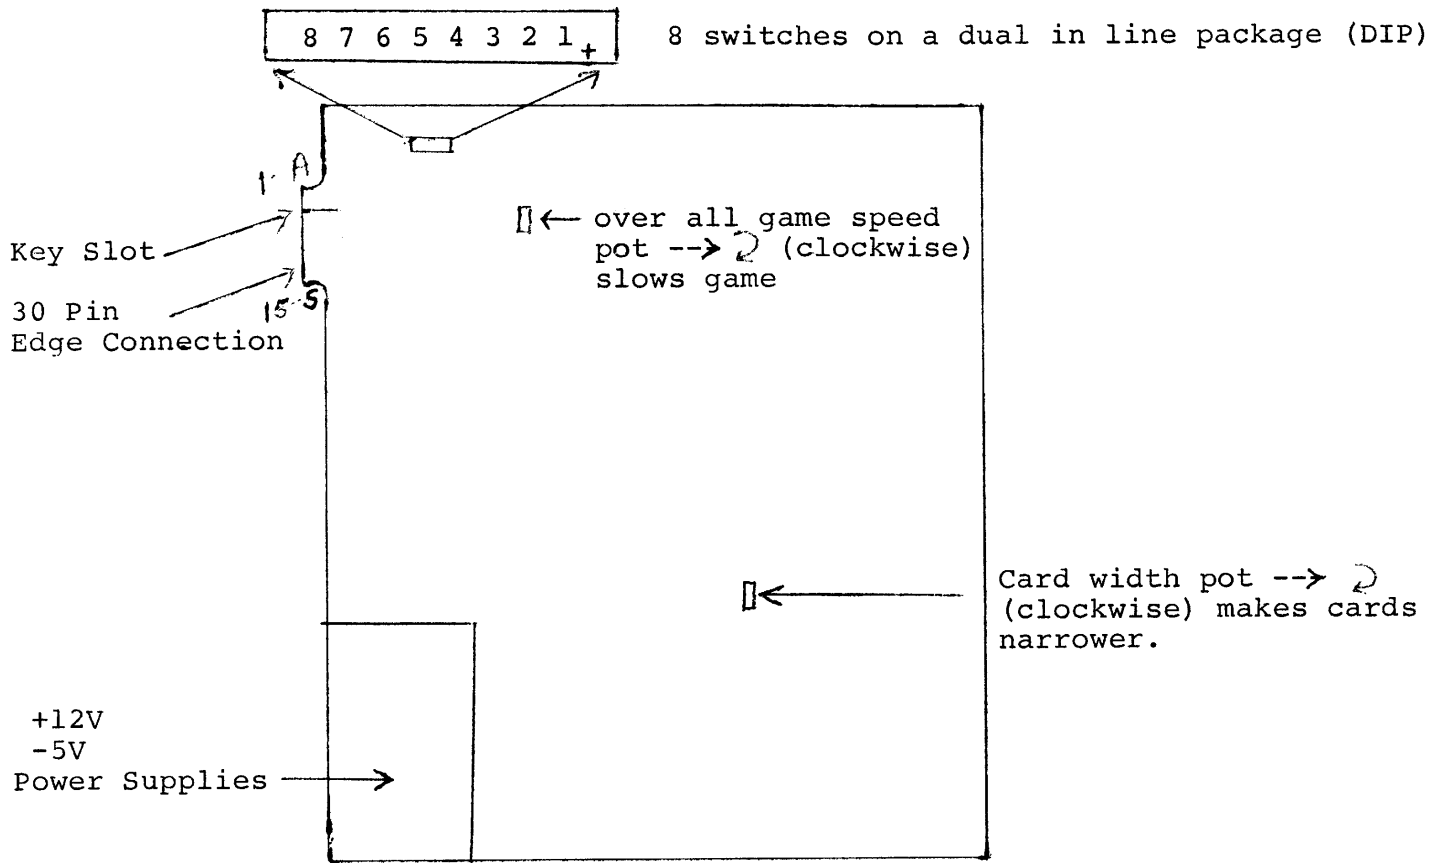 8 7 6 5 4 3 2 1 +
8 switches on a dual in line package (DIP)
1 A
Key Slot
over all game speed
pot --> (clockwise)
slows game
30 Pin
Edge Connection
15 S
Card width pot -->
(clockwise) makes cards
narrower.
+12V
-5V
Power Supplies